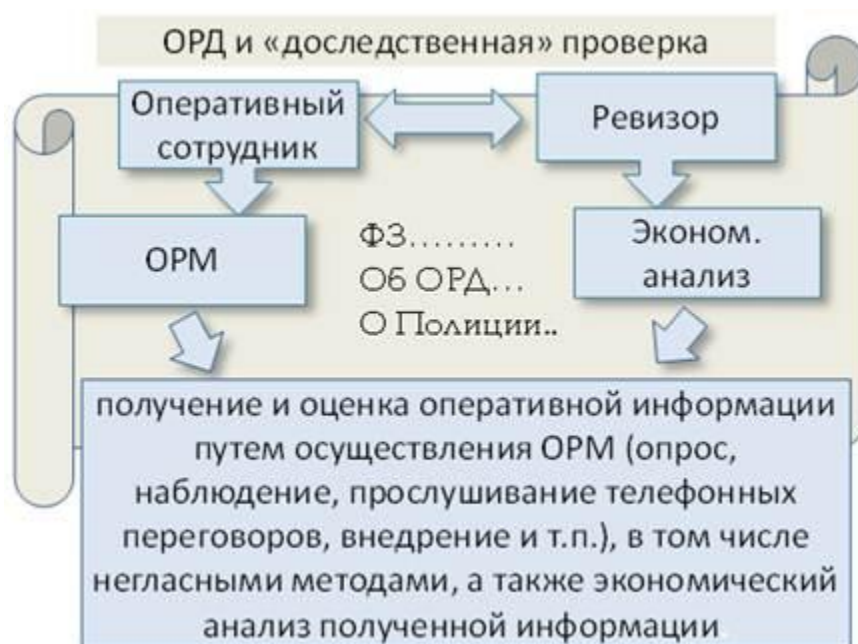 ОРД и «доследственная» проверка
Оперативный
сотрудник
Ревизор
ОРМ
ФЗ.........
Об ОРД...
О Полиции..
Эконом.
анализ
получение и оценка оперативной информации
путем осуществления ОРМ (опрос,
наблюдение, прослушивание телефонных
переговоров, внедрение и т.п.), в том числе
негласными методами, а также экономический
анализ полученной информации